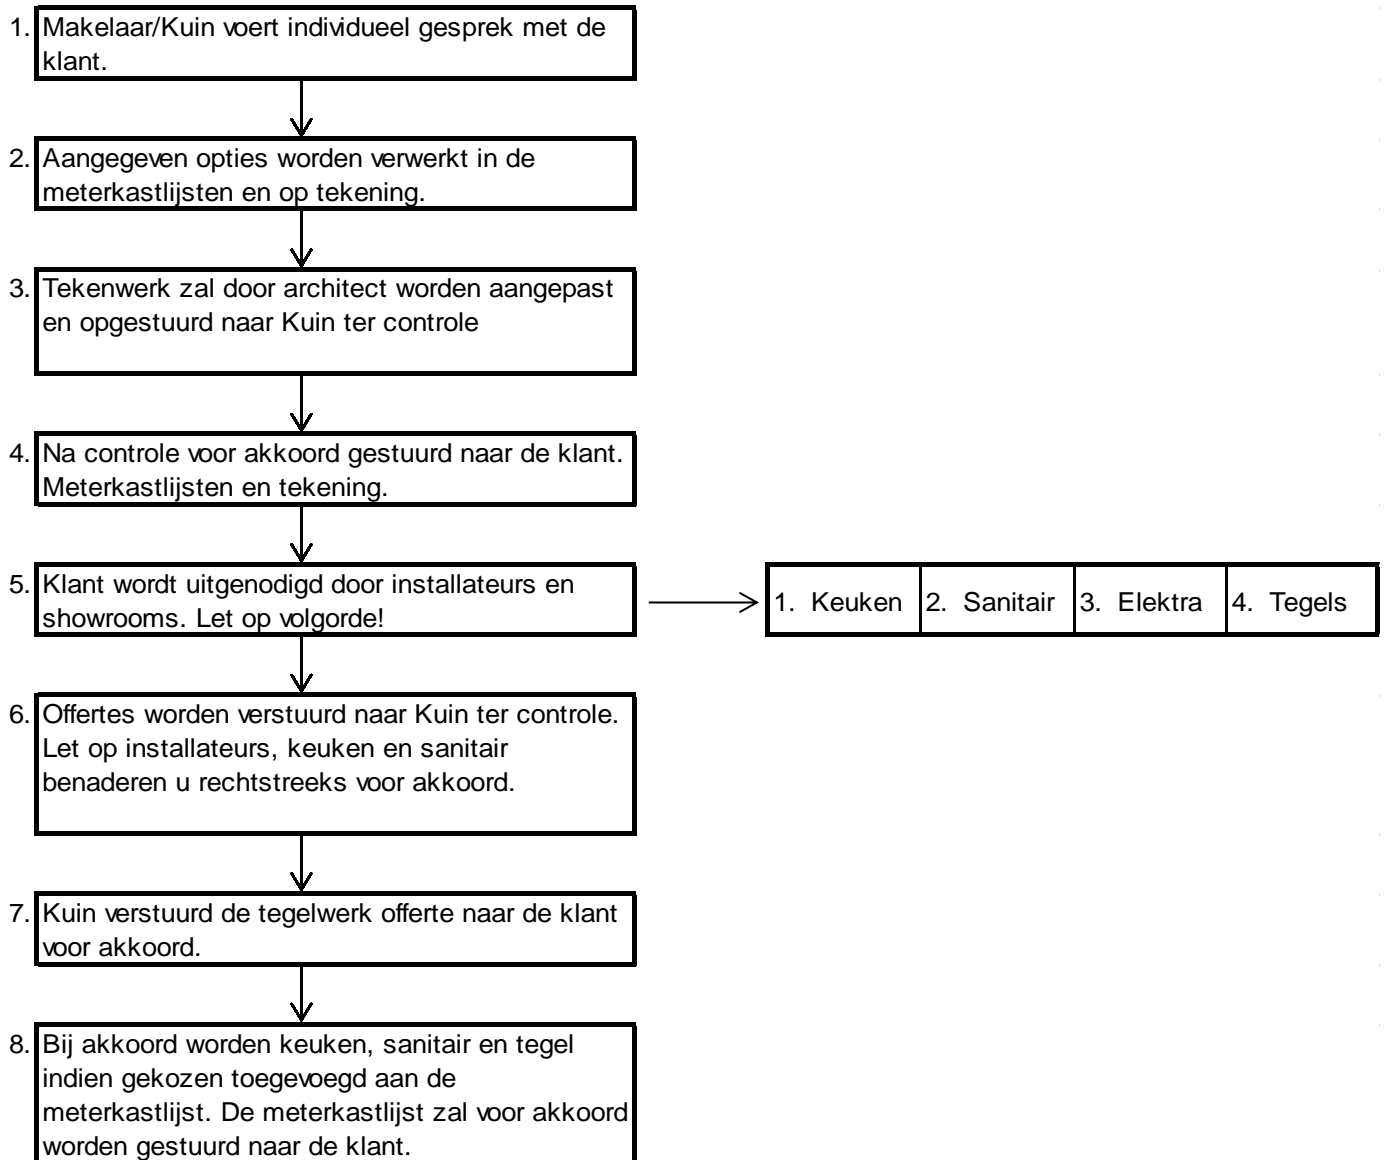 1. Makelaar/Kuin voert individueel gesprek met de
klant.
2. Aangegeven opties worden verwerkt in de
meterkastlijsten en op tekening.
3. Tekenwerk zal door architect worden aangepast
en opgestuurd naar Kuin ter controle
4. Na controle voor akkoord gestuurd naar de klant.
Meterkastlijsten en tekening.
5. Klant wordt uitgenodigd door installateurs en
showrooms. Let op volgorde!
1. Keuken 2. Sanitair 3. Elektra 4. Tegels
6. Offertes worden verstuurd naar Kuin ter controle.
Let op installateurs, keuken en sanitair
benaderen u rechtstreeks voor akkoord.
7. Kuin verstuurd de tegelwerk offerte naar de klant
voor akkoord.
8. Bij akkoord worden keuken, sanitair en tegel
indien gekozen toegevoegd aan de
meterkastlijst. De meterkastlijst zal voor akkoord
worden gestuurd naar de klant.